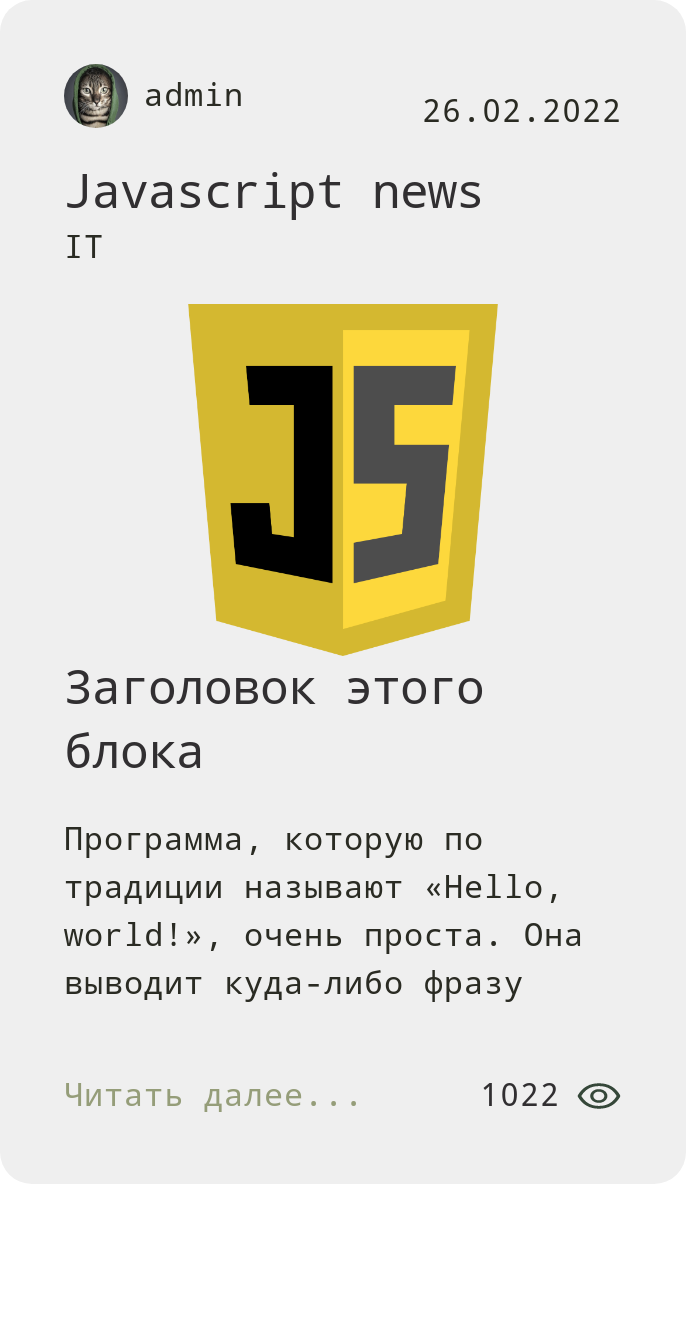 admin
26.02.2022
Javascript news
IT
JS
Заголовок этого
блока
Программа, которую по
традиции называют «Hello,
world!», очень проста. Она
выводит куда-либо фразу
Читать далее...
1022